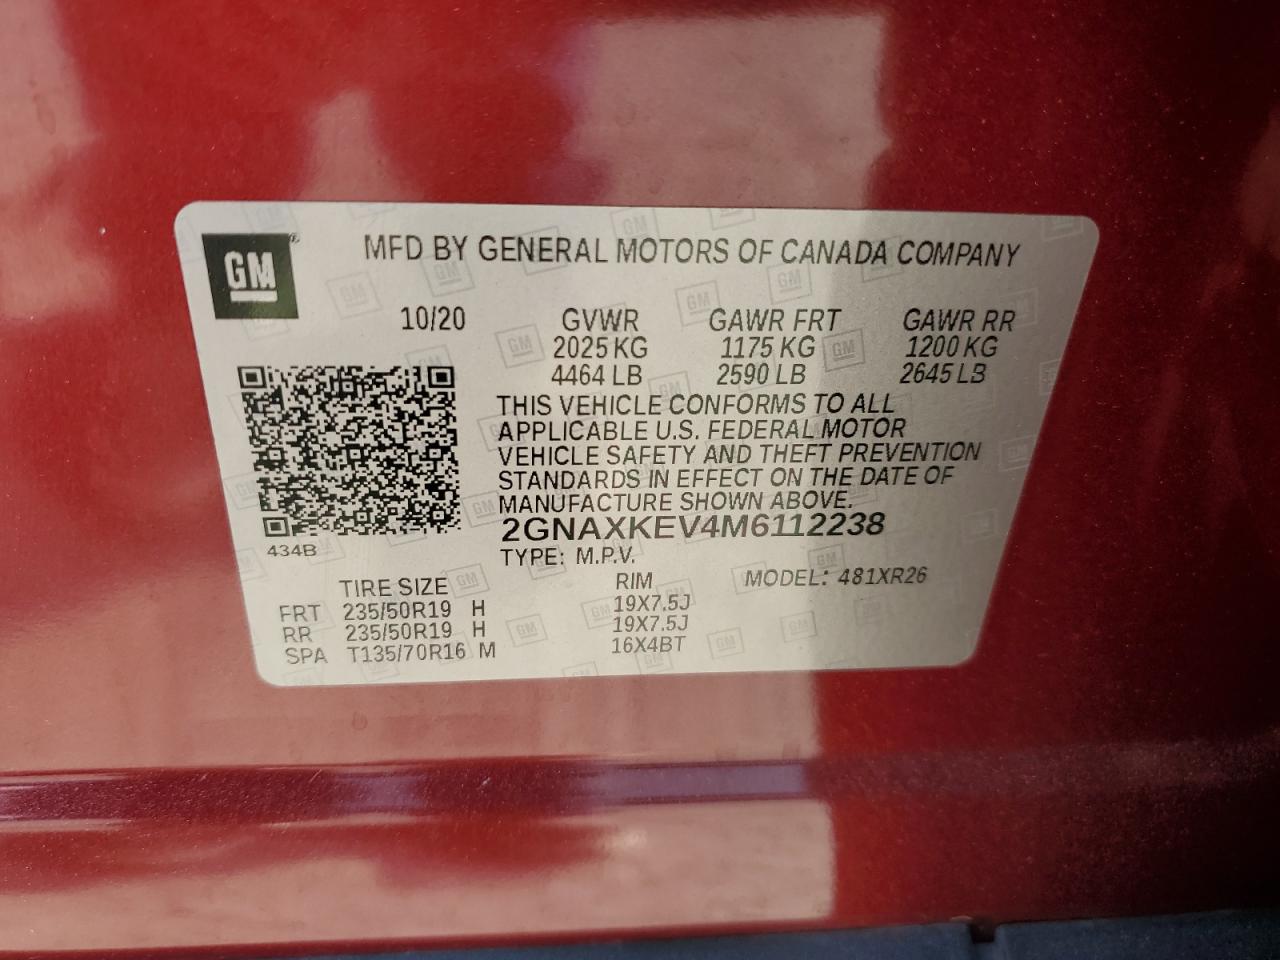 GM®
MFD BY GENERAL MOTORS OF CANADA COMPANY
10/20 GVWR GAWR FRT GAWR RR
2025 KG 1175 KG 1200 KG
4464 LB 2590 LB 2645 LB
THIS VEHICLE CONFORMS TO ALL
APPLICABLE U.S. FEDERAL MOTOR
VEHICLE SAFETY AND THEFT PREVENTION
STANDARDS IN EFFECT ON THE DATE OF
MANUFACTURE SHOWN ABOVE.
2GNAXKEV4M6112238
434B
TYPE: M.P.V.
TIRE SIZE RIM MODEL: 481XR26
FRT 235/50R19 H 19X7.5J
RR 235/50R19 H 19X7.5J
SPA T135/70R16 M 16X4BT